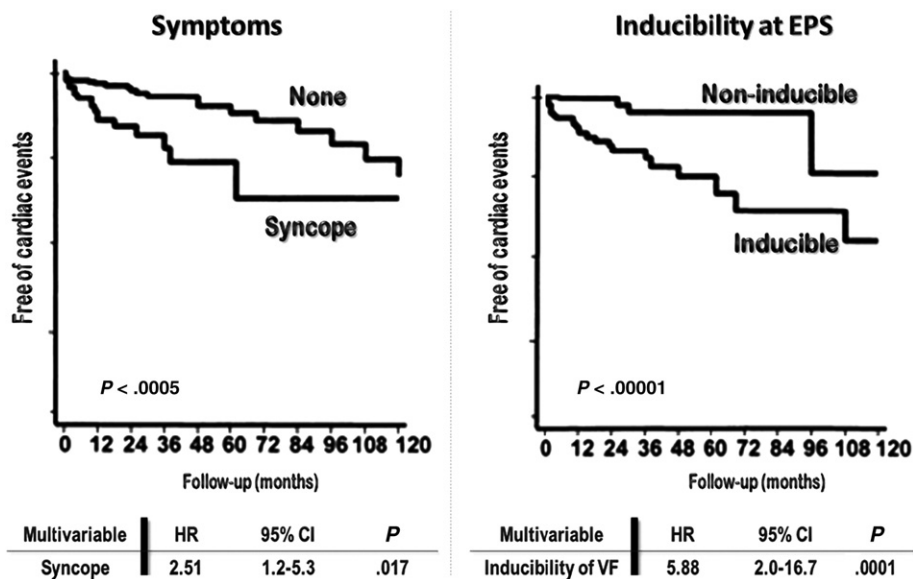 Symptoms
Free of cardiac events
None
Syncope
P < .0005
0 12 24 36 48 60 72 84 96 108 120
Follow-up (months)
Multivariable HR 95% CI P
Syncope 2.51 1.2-5.3 .017
Inducibility at EPS
Free of cardiac events
Non-inducible
Inducible
P < .00001
0 12 24 36 48 60 72 84 96 108 120
Follow-up (months)
Multivariable HR 95% CI P
Inducibility of VF 5.88 2.0-16.7 .0001